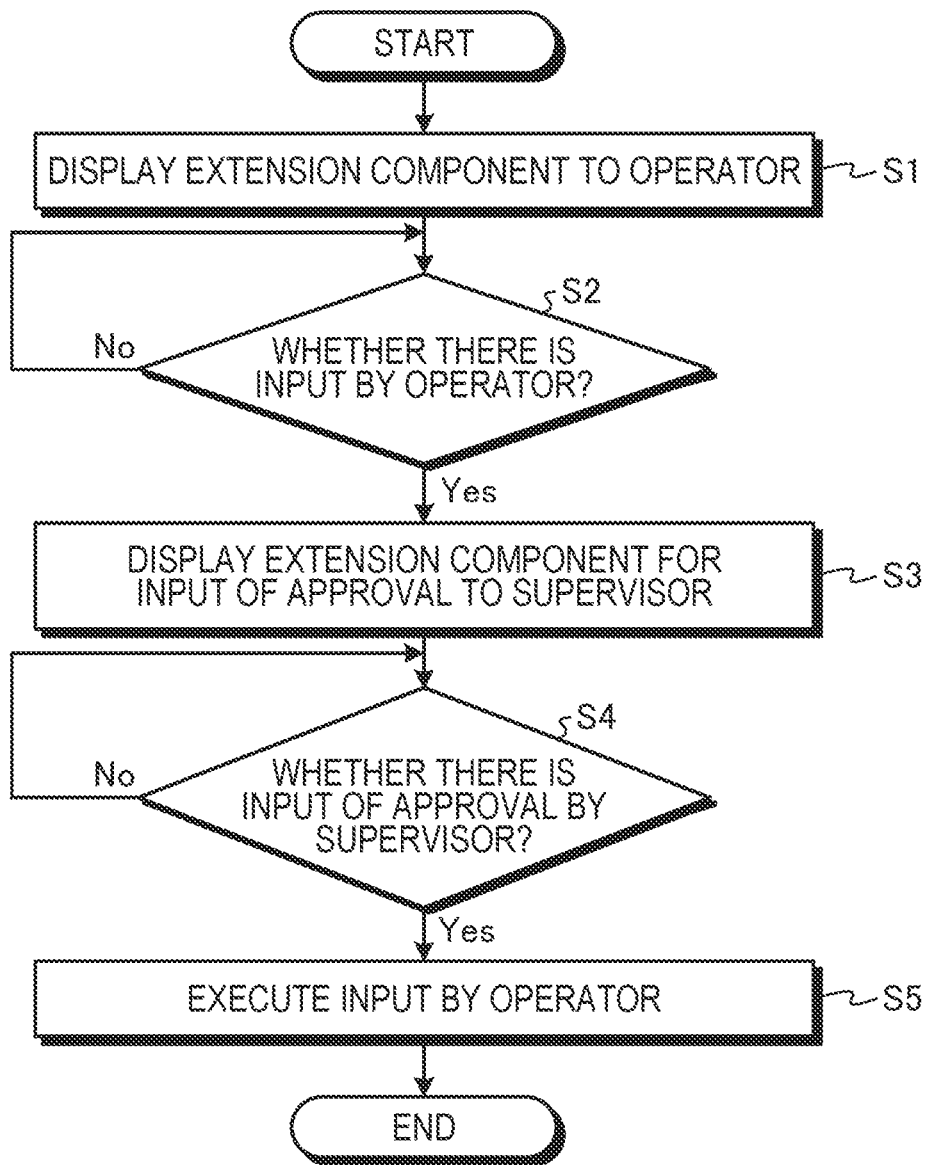 START
DISPLAY EXTENSION COMPONENT TO OPERATOR
S1
S2
WHETHER THERE IS
INPUT BY OPERATOR?
No
Yes
DISPLAY EXTENSION COMPONENT FOR
INPUT OF APPROVAL TO SUPERVISOR
S3
S4
WHETHER THERE IS
INPUT OF APPROVAL BY
SUPERVISOR?
No
Yes
EXECUTE INPUT BY OPERATOR
S5
END